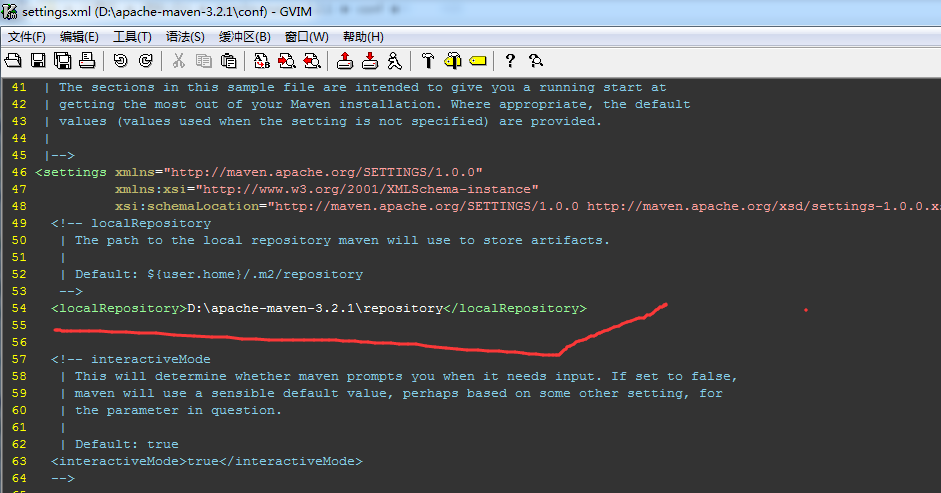 settings.xml (D:\apache-maven-3.2.1\conf) - GVIM
文件(F) 编辑(E) 工具(T) 语法(S) 缓冲区(B) 窗口(W) 帮助(H)
41 | The sections in this sample file are intended to give you a running start at
42 | getting the most out of your Maven installation. Where appropriate, the default
43 | values (values used when the setting is not specified) are provided.
44 |
45 |-->
46 <settings xmlns="http://maven.apache.org/SETTINGS/1.0.0"
47 xmlns:xsi="http://www.w3.org/2001/XMLSchema-instance"
48 xsi:schemaLocation="http://maven.apache.org/SETTINGS/1.0.0 http://maven.apache.org/xsd/settings-1.0.0.xs
49 <!-- localRepository
50 | The path to the local repository maven will use to store artifacts.
51 |
52 | Default: ${user.home}/.m2/repository
53 -->
54 <localRepository>D:\apache-maven-3.2.1\repository</localRepository>
55
56
57 <!-- interactiveMode
58 | This will determine whether maven prompts you when it needs input. If set to false,
59 | maven will use a sensible default value, perhaps based on some other setting, for
60 | the parameter in question.
61 |
62 | Default: true
63 <interactiveMode>true</interactiveMode>
64 -->